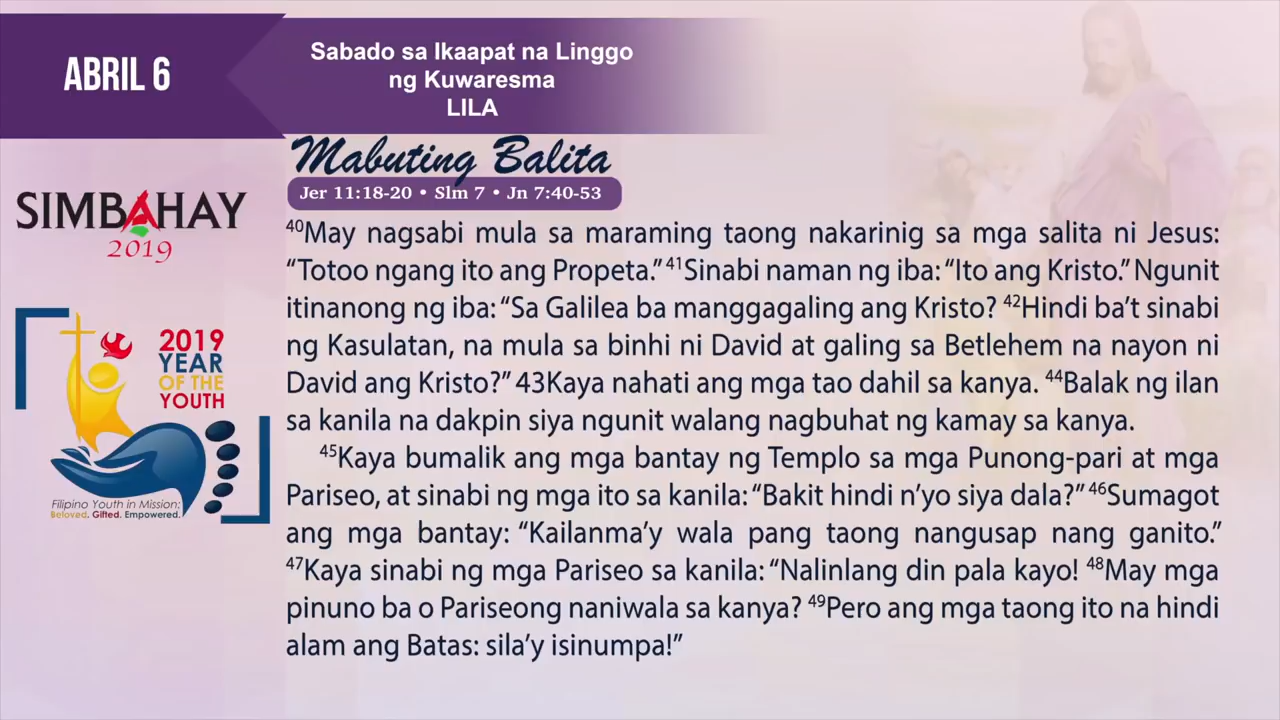 ABRIL 6
Sabado sa Ikaapat na Linggo
ng Kuwaresma
LILA
Mabuting Balita
Jer 11:18-20 • Slm 7 • Jn 7:40-53
SIMBAHAY
2019
2019
YEAR
OF THE
YOUTH
Filipino Youth in Mission:
Beloved. Gifted. Empowered.
⁴⁰May nagsabi mula sa maraming taong nakarinig sa mga salita ni Jesus:
“Totoo ngang ito ang Propeta.” ⁴¹Sinabi naman ng iba: “Ito ang Kristo.” Ngunit
itinanong ng iba: “Sa Galilea ba manggagaling ang Kristo? ⁴²Hindi ba’t sinabi
ng Kasulatan, na mula sa binhi ni David at galing sa Betlehem na nayon ni
David ang Kristo?” 43Kaya nahati ang mga tao dahil sa kanya. ⁴⁴Balak ng ilan
sa kanila na dakpin siya ngunit walang nagbuhat ng kamay sa kanya.
⁴⁵Kaya bumalik ang mga bantay ng Templo sa mga Punong-pari at mga
Pariseo, at sinabi ng mga ito sa kanila: “Bakit hindi n’yo siya dala?” ⁴⁶Sumagot
ang mga bantay: “Kailanma’y wala pang taong nangusap nang ganito.”
⁴⁷Kaya sinabi ng mga Pariseo sa kanila: “Nalinlang din pala kayo! ⁴⁸May mga
pinuno ba o Pariseong naniwala sa kanya? ⁴⁹Pero ang mga taong ito na hindi
alam ang Batas: sila’y isinumpa!”